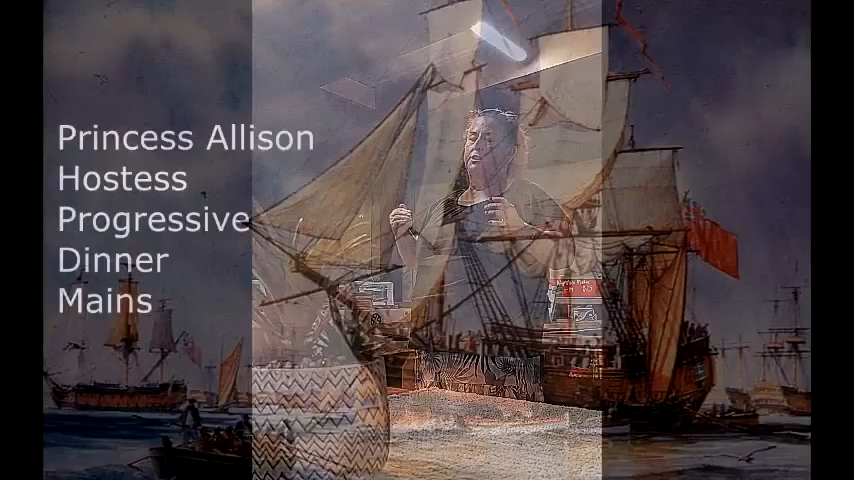 Princess Allison
Hostess
Progressive
Dinner
Mains